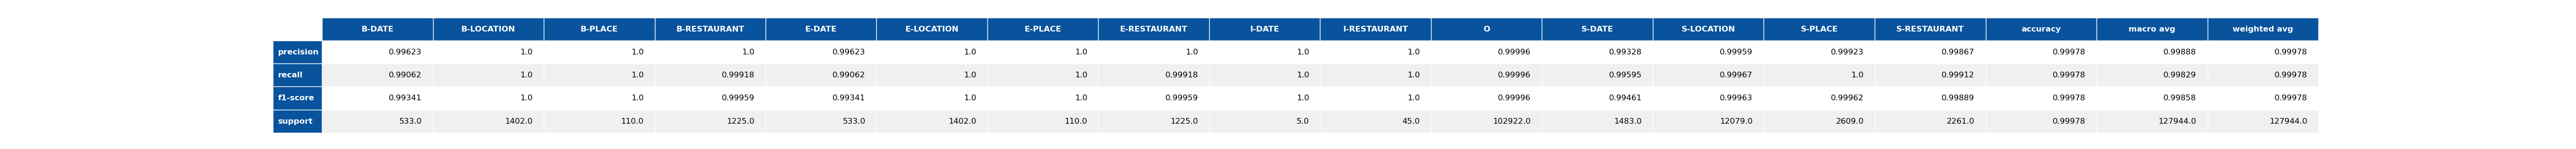 B-DATE B-LOCATION B-PLACE B-RESTAURANT E-DATE E-LOCATION E-PLACE E-RESTAURANT I-DATE I-RESTAURANT O S-DATE S-LOCATION S-PLACE S-RESTAURANT accuracy macro avg weighted avg
precision 0.99623 1.0 1.0 1.0 0.99623 1.0 1.0 1.0 1.0 1.0 0.99996 0.99328 0.99959 0.99923 0.99867 0.99978 0.99888 0.99978
recall 0.99062 1.0 1.0 0.99918 0.99062 1.0 1.0 0.99918 1.0 1.0 0.99996 0.99595 0.99967 1.0 0.99912 0.99978 0.99829 0.99978
f1-score 0.99341 1.0 1.0 0.99959 0.99341 1.0 1.0 0.99959 1.0 1.0 0.99996 0.99461 0.99963 0.99962 0.99889 0.99978 0.99858 0.99978
support 533.0 1402.0 110.0 1225.0 533.0 1402.0 110.0 1225.0 5.0 45.0 102922.0 1483.0 12079.0 2609.0 2261.0 0.99978 127944.0 127944.0